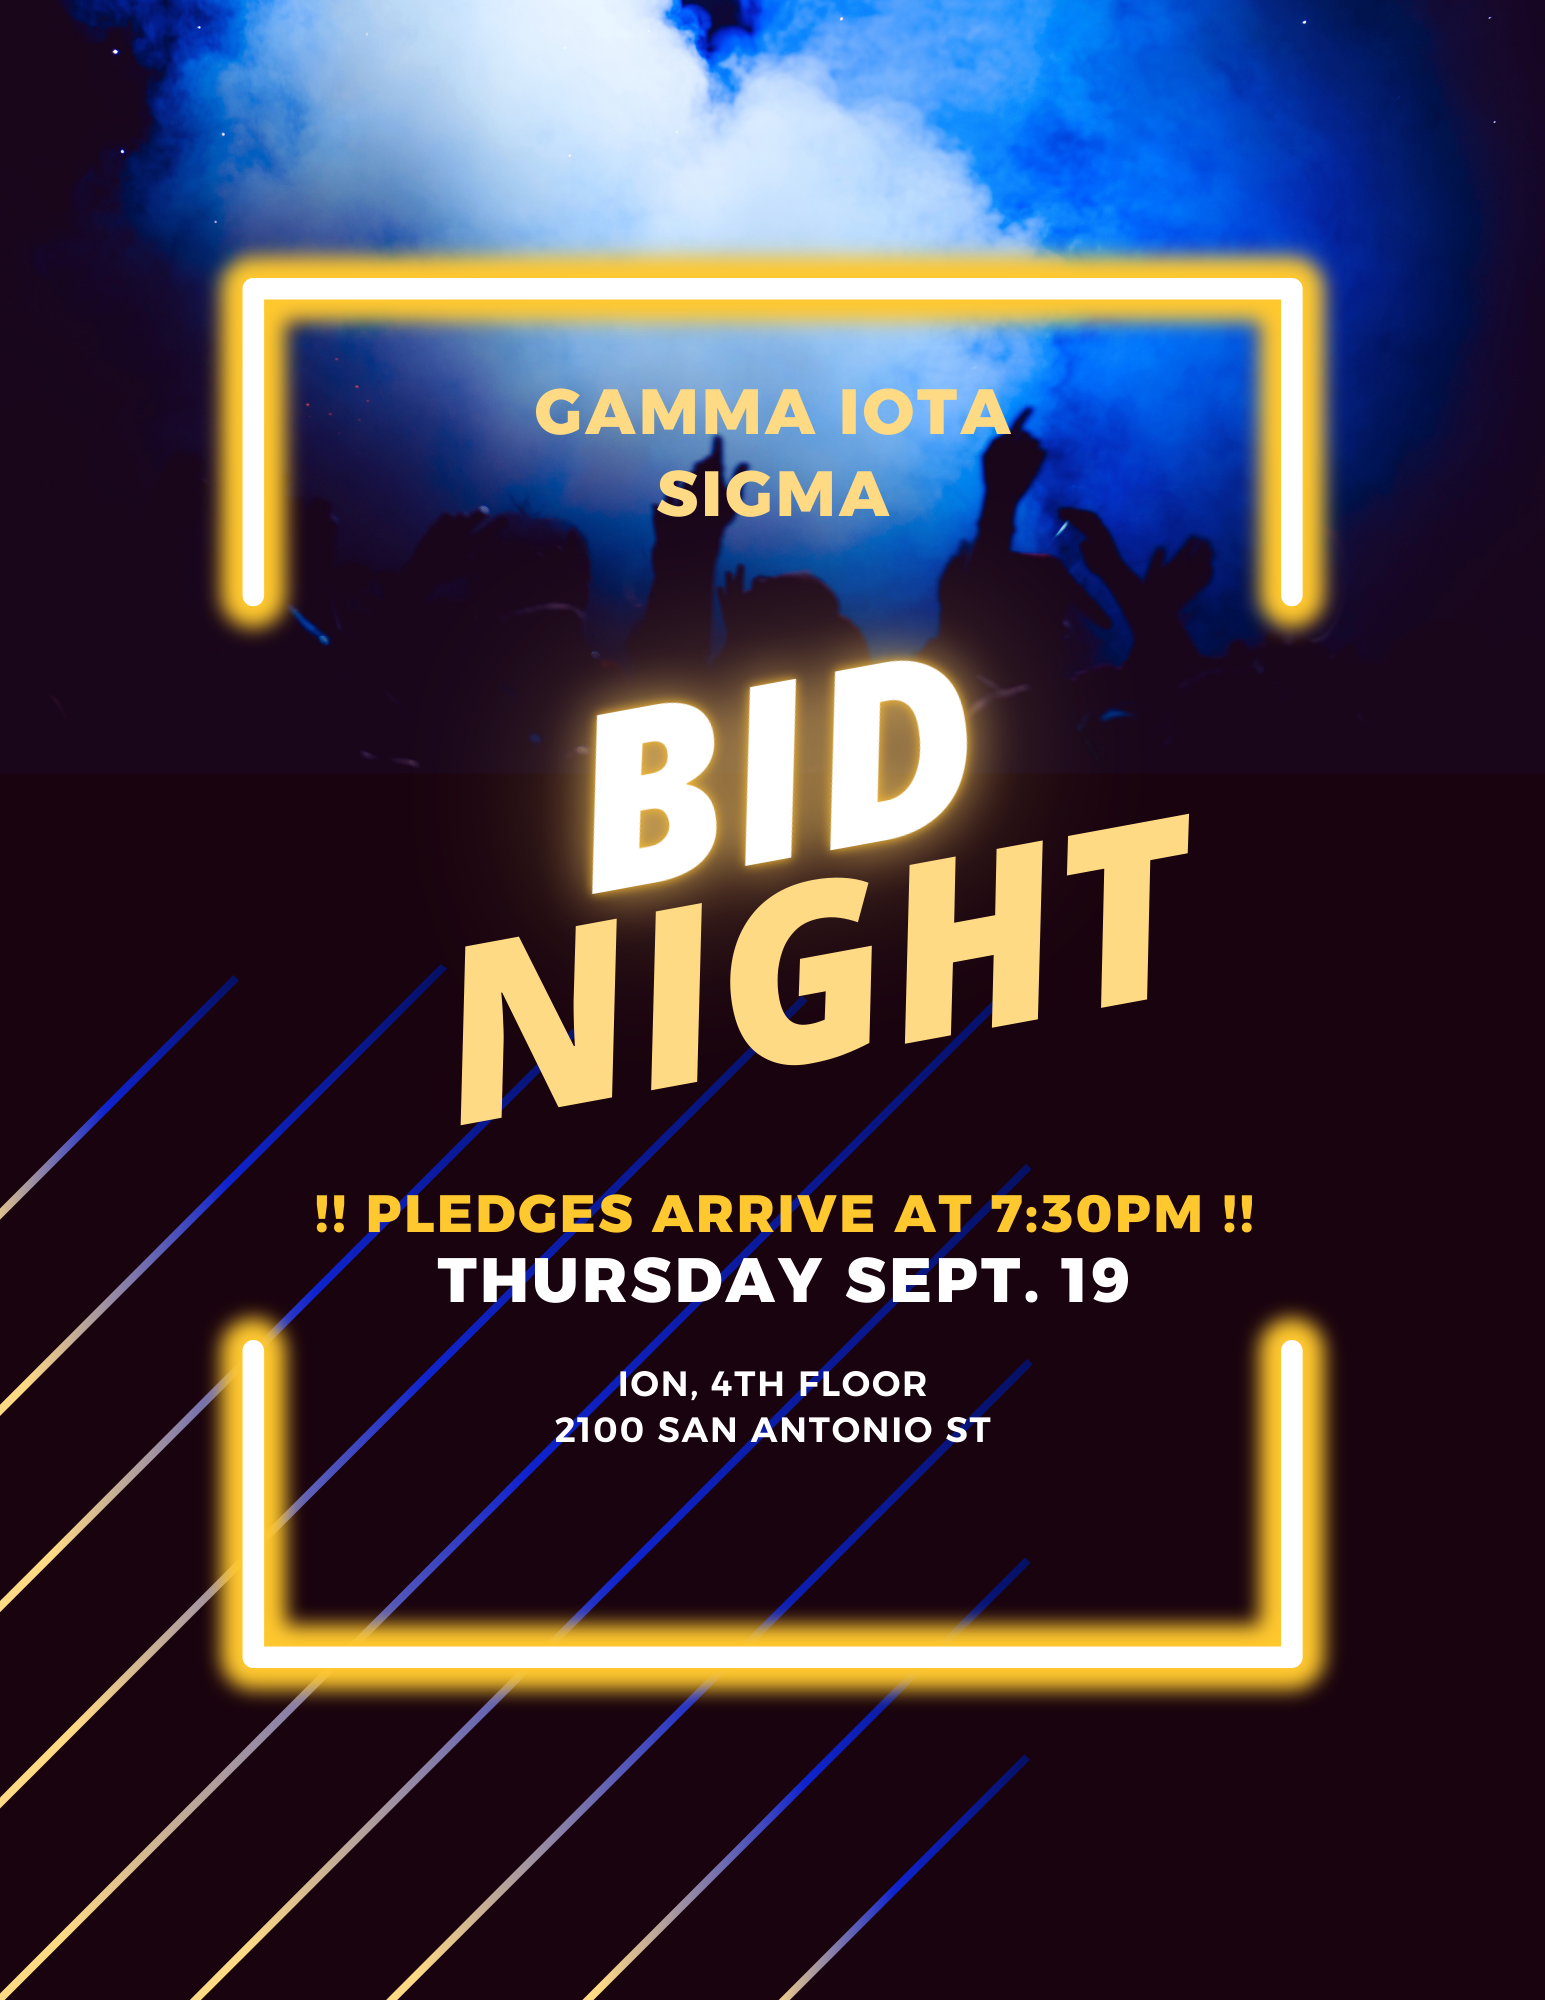 GAMMA IOTA
SIGMA
BID
NIGHT
!! PLEDGES ARRIVE AT 7:30PM !!
THURSDAY SEPT. 19
ION, 4TH FLOOR
2100 SAN ANTONIO ST